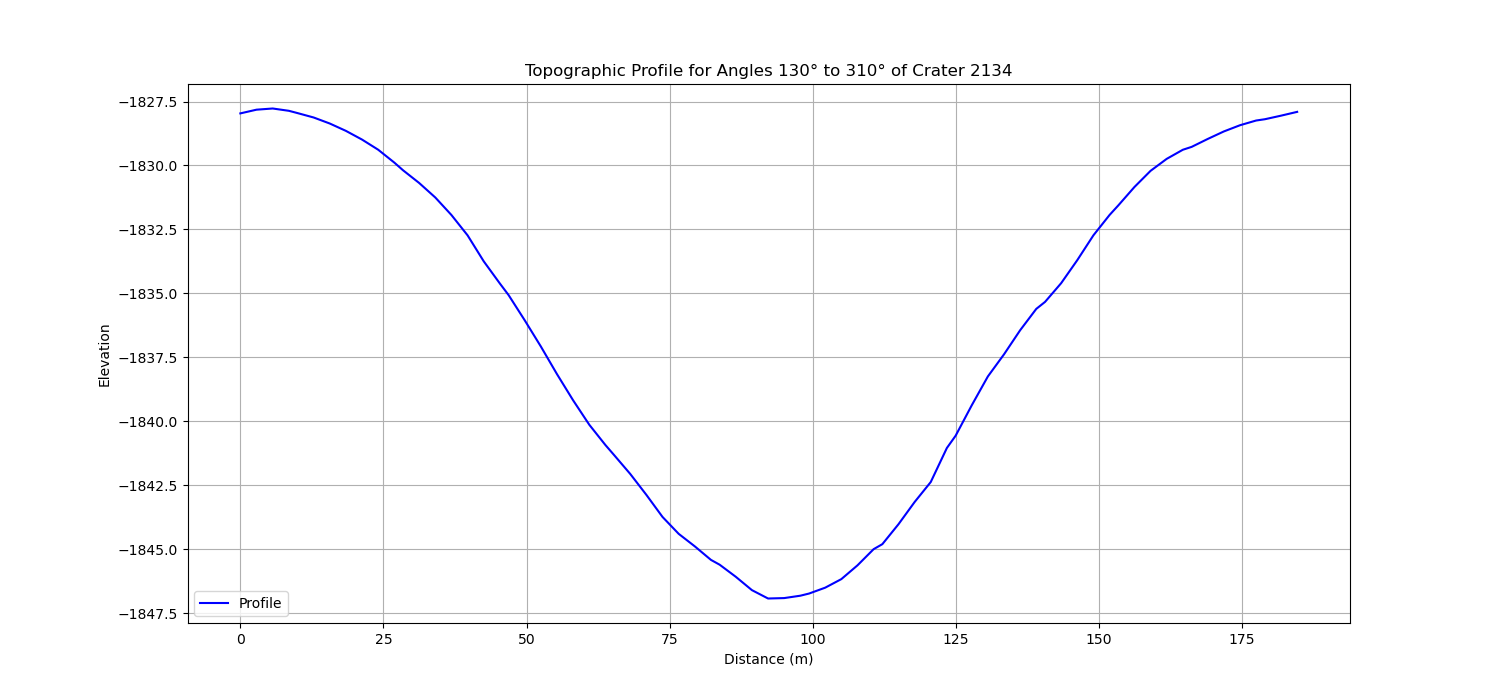 Topographic Profile for Angles 130° to 310° of Crater 2134
−1827.5
−1830.0
−1832.5
−1835.0
−1837.5
−1840.0
−1842.5
−1845.0
−1847.5
Elevation
Profile
0 25 50 75 100 125 150 175
Distance (m)